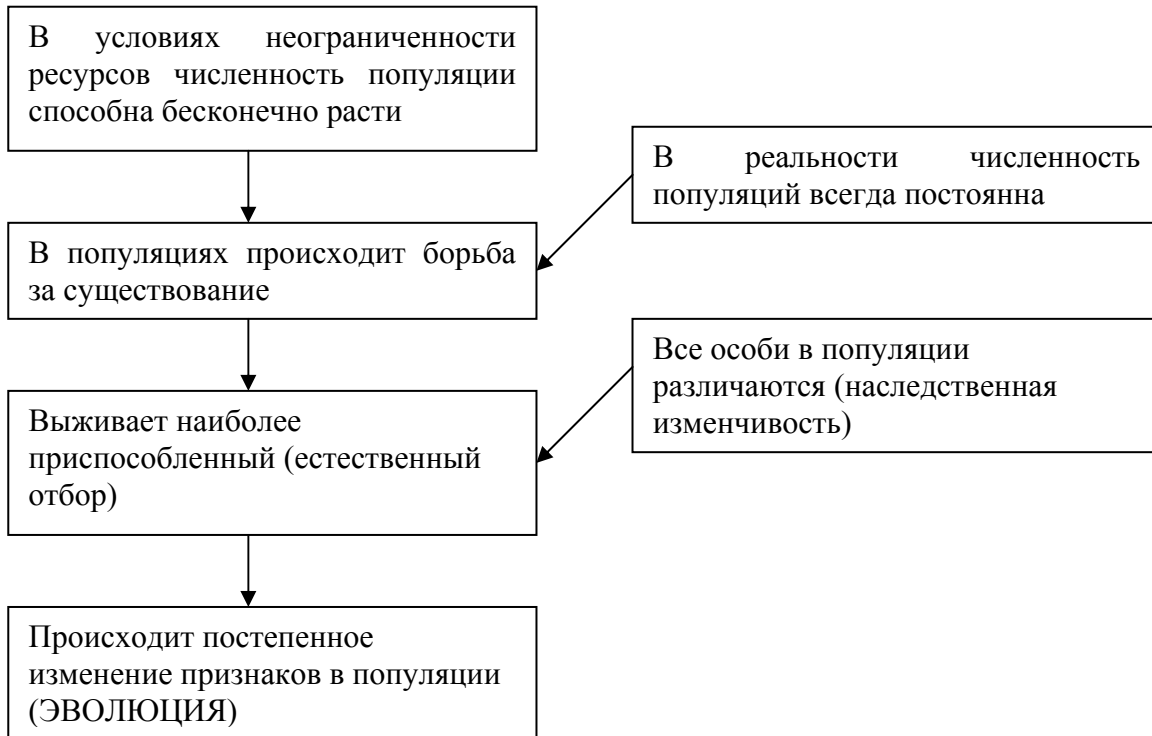 В условиях неограниченности
ресурсов численность популяции
способна бесконечно расти
В реальности численность
популяций всегда постоянна
В популяциях происходит борьба
за существование
Все особи в популяции
различаются (наследственная
изменчивость)
Выживает наиболее
приспособленный (естественный
отбор)
Происходит постепенное
изменение признаков в популяции
(ЭВОЛЮЦИЯ)